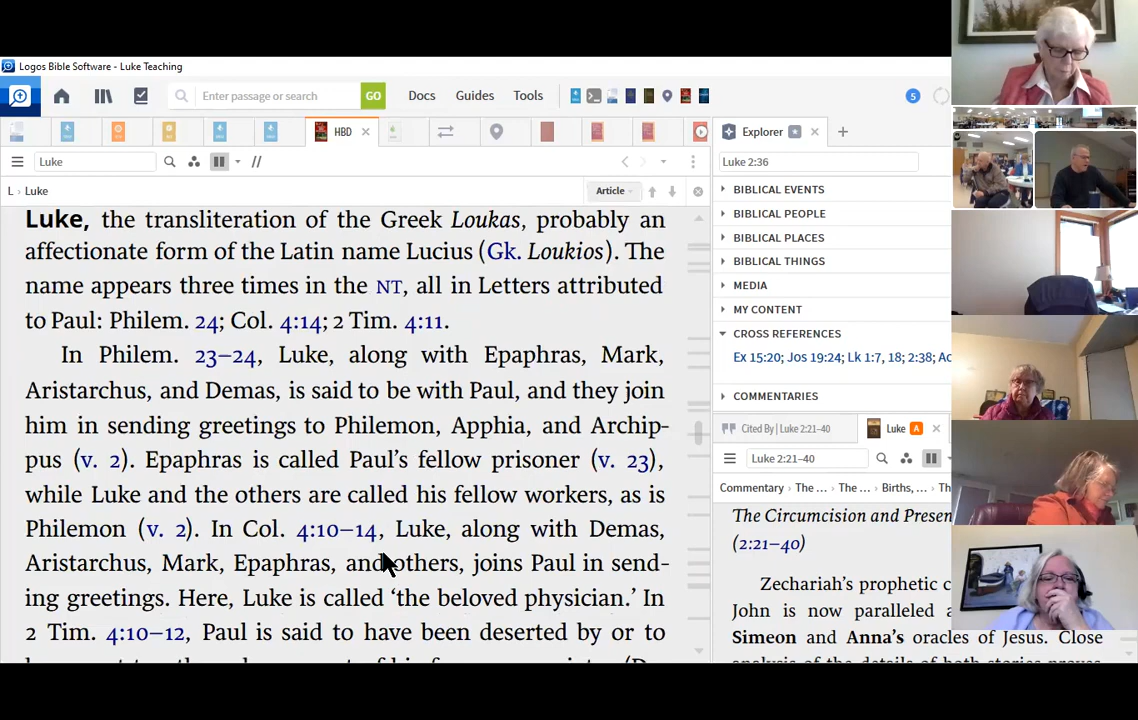 Logos Bible Software - Luke Teaching
Enter passage or search
GO
Docs
Guides
Tools
5
HBD
Explorer
Luke
//
Luke 2:36
L › Luke
Article
Luke, the transliteration of the Greek Loukas, probably an
affectionate form of the Latin name Lucius (Gk. Loukios). The
name appears three times in the NT, all in Letters attributed
to Paul: Philem. 24; Col. 4:14; 2 Tim. 4:11.
In Philem. 23–24, Luke, along with Epaphras, Mark,
Aristarchus, and Demas, is said to be with Paul, and they join
him in sending greetings to Philemon, Apphia, and Archip-
pus (v. 2). Epaphras is called Paul's fellow prisoner (v. 23),
while Luke and the others are called his fellow workers, as is
Philemon (v. 2). In Col. 4:10–14, Luke, along with Demas,
Aristarchus, Mark, Epaphras, and others, joins Paul in send-
ing greetings. Here, Luke is called 'the beloved physician.' In
2 Tim. 4:10–12, Paul is said to have been deserted by or to
BIBLICAL EVENTS
BIBLICAL PEOPLE
BIBLICAL PLACES
BIBLICAL THINGS
MEDIA
MY CONTENT
CROSS REFERENCES
Ex 15:20; Jos 19:24; Lk 1:7, 18; 2:38; Ac
COMMENTARIES
Cited By | Luke 2:21–40
Luke
A
Luke 2:21–40
Commentary › The ... › The ... › Births, ... › Th
The Circumcision and Presen
(2:21–40)
Zechariah's prophetic c
John is now paralleled a
Simeon and Anna's oracles of Jesus. Close